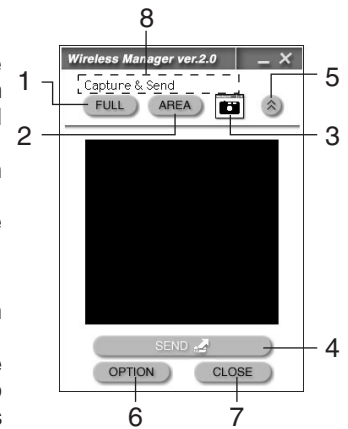 8
Wireless Manager ver.2.0
Capture & Send
1 FULL AREA 5
2 3
SEND 4
OPTION CLOSE
6 7